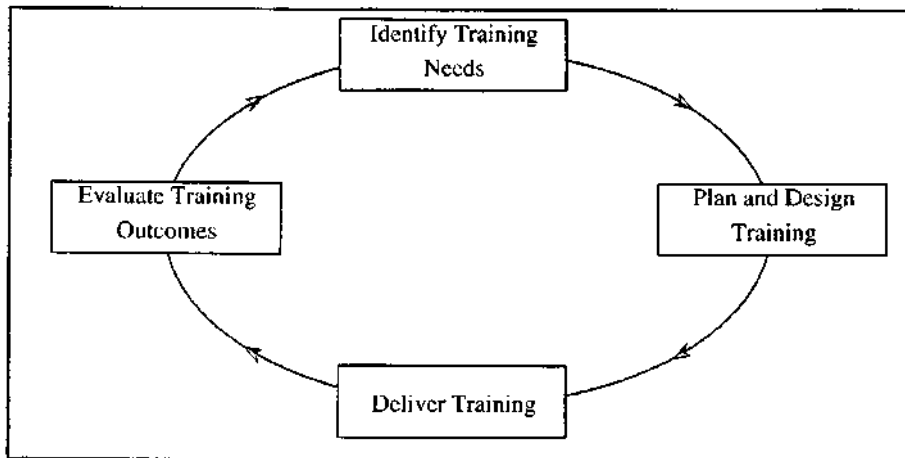 Identify Training
Needs
Evaluate Training
Outcomes
Plan and Design
Training
Deliver Training